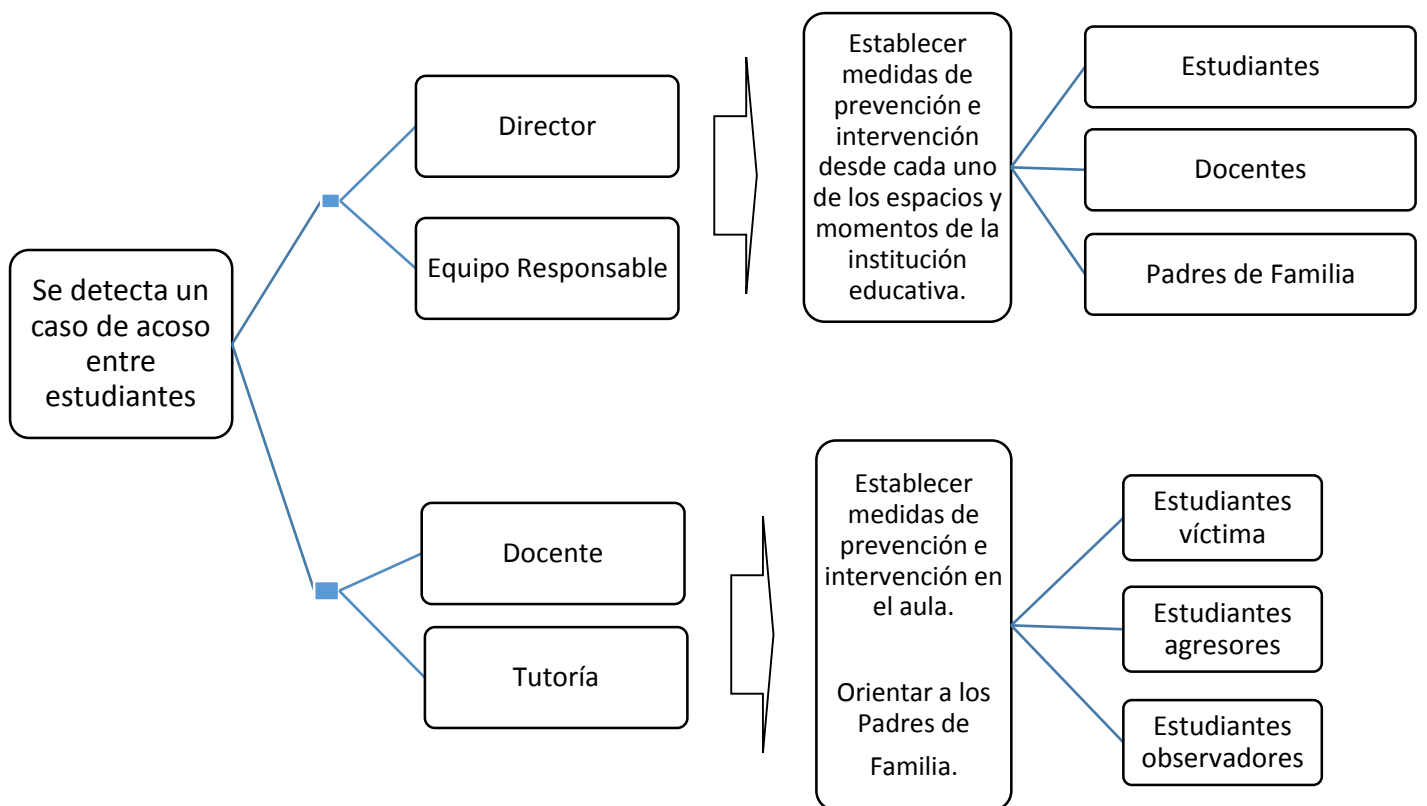 Se detecta un
caso de acoso
entre
estudiantes
Director
Equipo Responsable
Establecer
medidas de
prevención e
intervención
desde cada uno
de los espacios y
momentos de la
institución
educativa.
Estudiantes
Docentes
Padres de Familia
Docente
Tutoría
Establecer
medidas de
prevención e
intervención en
el aula.
Orientar a los
Padres de
Familia.
Estudiantes
víctima
Estudiantes
agresores
Estudiantes
observadores